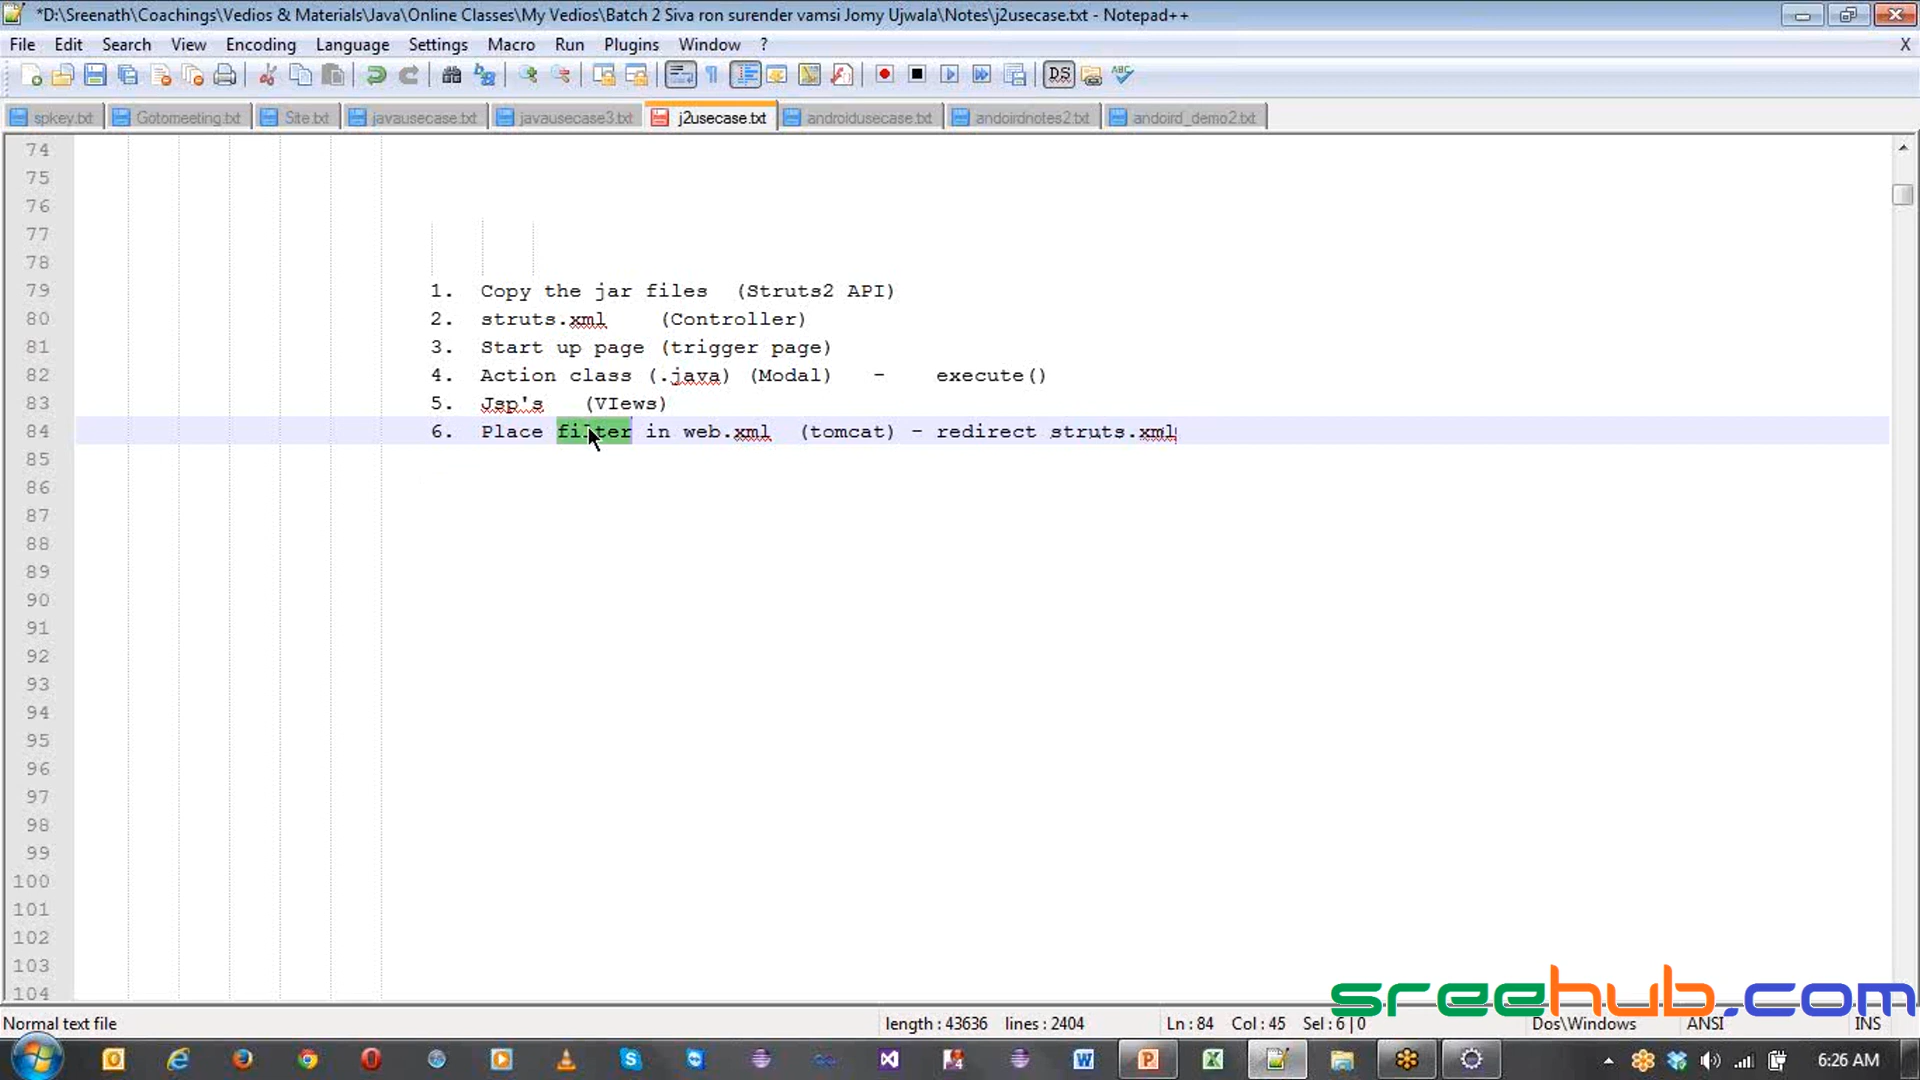 *D:\Sreenath\Coachings\Vedios & Materials\Java\Online Classes\My Vedios\Batch 2 Siva ron surender vamsi Jomy Ujwala\Notes\j2usecase.txt - Notepad++
File Edit Search View Encoding Language Settings Macro Run Plugins Window ? X
spkey.txt Gotomeeting.txt Site.txt javausecase.txt javausecase3.txt j2usecase.txt androidusecase.txt andoirdnotes2.txt andoird_demo2.txt
74
75
76
77
78
79 1. Copy the jar files (Struts2 API)
80 2. struts.xml (Controller)
81 3. Start up page (trigger page)
82 4. Action class (.java) (Modal) - execute()
83 5. Jsp's (VIews)
84 6. Place filter in web.xml (tomcat) - redirect struts.xml
85
86
87
88
89
90
91
92
93
94
95
96
97
98
99
100
101
102
103
104
sreehub.com
Normal text file length : 43636 lines : 2404 Ln : 84 Col : 45 Sel : 6 | 0 Dos\Windows ANSI INS
6:26 AM